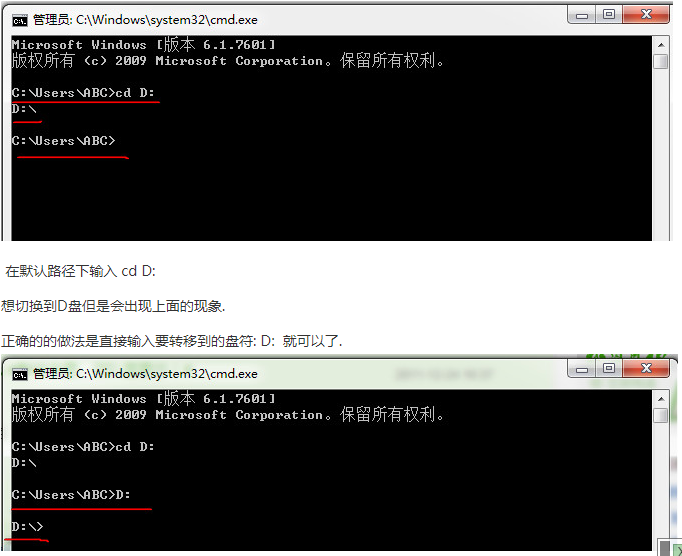 管理员: C:\Windows\system32\cmd.exe
Microsoft Windows [版本 6.1.7601]
版权所有 (c) 2009 Microsoft Corporation。保留所有权利。
C:\Users\ABC>cd D:
D:\
C:\Users\ABC>
在默认路径下输入 cd D:
想切换到D盘但是会出现上面的现象.
正确的的做法是直接输入要转移到的盘符: D: 就可以了.
管理员: C:\Windows\system32\cmd.exe
Microsoft Windows [版本 6.1.7601]
版权所有 (c) 2009 Microsoft Corporation。保留所有权利。
C:\Users\ABC>cd D:
D:\
C:\Users\ABC>D:
D:\>